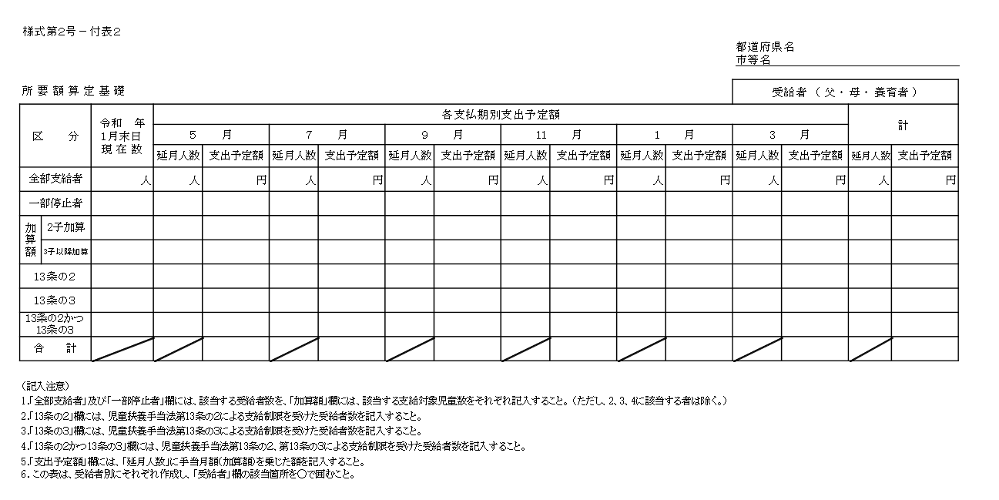 様式第２号－付表２
都道府県名
市等名
所要額算定基礎
受給者（父・母・養育者）
区　分
令和　年
１月末日
現在数
各支払期別支出予定額
計
５　月
７　月
９　月
11　月
１　月
３　月
延月人数 支出予定額 延月人数 支出予定額 延月人数 支出予定額 延月人数 支出予定額 延月人数 支出予定額 延月人数 支出予定額 延月人数 支出予定額
全部支給者 人 人 円 人 円 人 円 人 円 人 円 人 円 人 円
一部停止者
加算額
２子加算
3子以降加算
13条の２
13条の３
13条の２かつ
13条の３
合　計
（記入注意）
１.「全部支給者」及び「一部停止者」欄には、該当する受給者数を、「加算額」欄には、該当する支給対象児童数をそれぞれ記入すること。（ただし、２、３、４に該当する者は除く。）
２.「13条の２」欄には、児童扶養手当法第13条の２による支給制限を受けた受給者数を記入すること。
３.「13条の３」欄には、児童扶養手当法第13条の３による支給制限を受けた受給者数を記入すること。
４.「13条の２かつ13条の３」欄には、児童扶養手当法第13条の２、第13条の３による支給制限を受けた受給者数を記入すること。
５.「支出予定額」欄には、「延月人数」に手当月額（加算額）を乗じた額を記入すること。
６．この表は、受給者別にそれぞれ作成し、「受給者」欄の該当箇所を○で囲むこと。